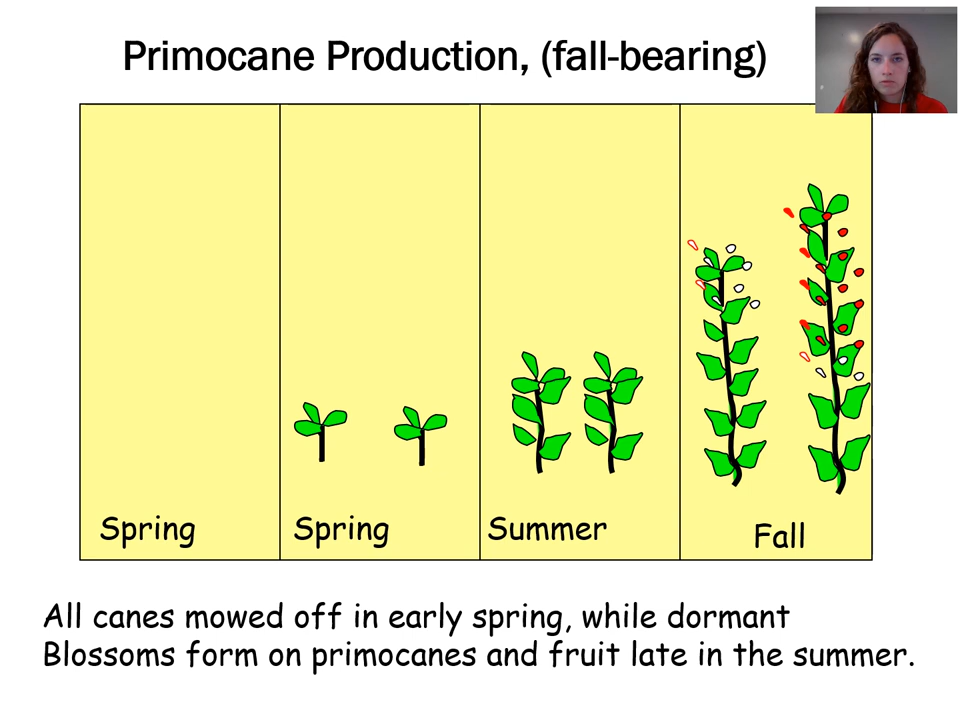 Primocane Production, (fall-bearing)
Spring
Spring
Summer
Fall
All canes mowed off in early spring, while dormant
Blossoms form on primocanes and fruit late in the summer.